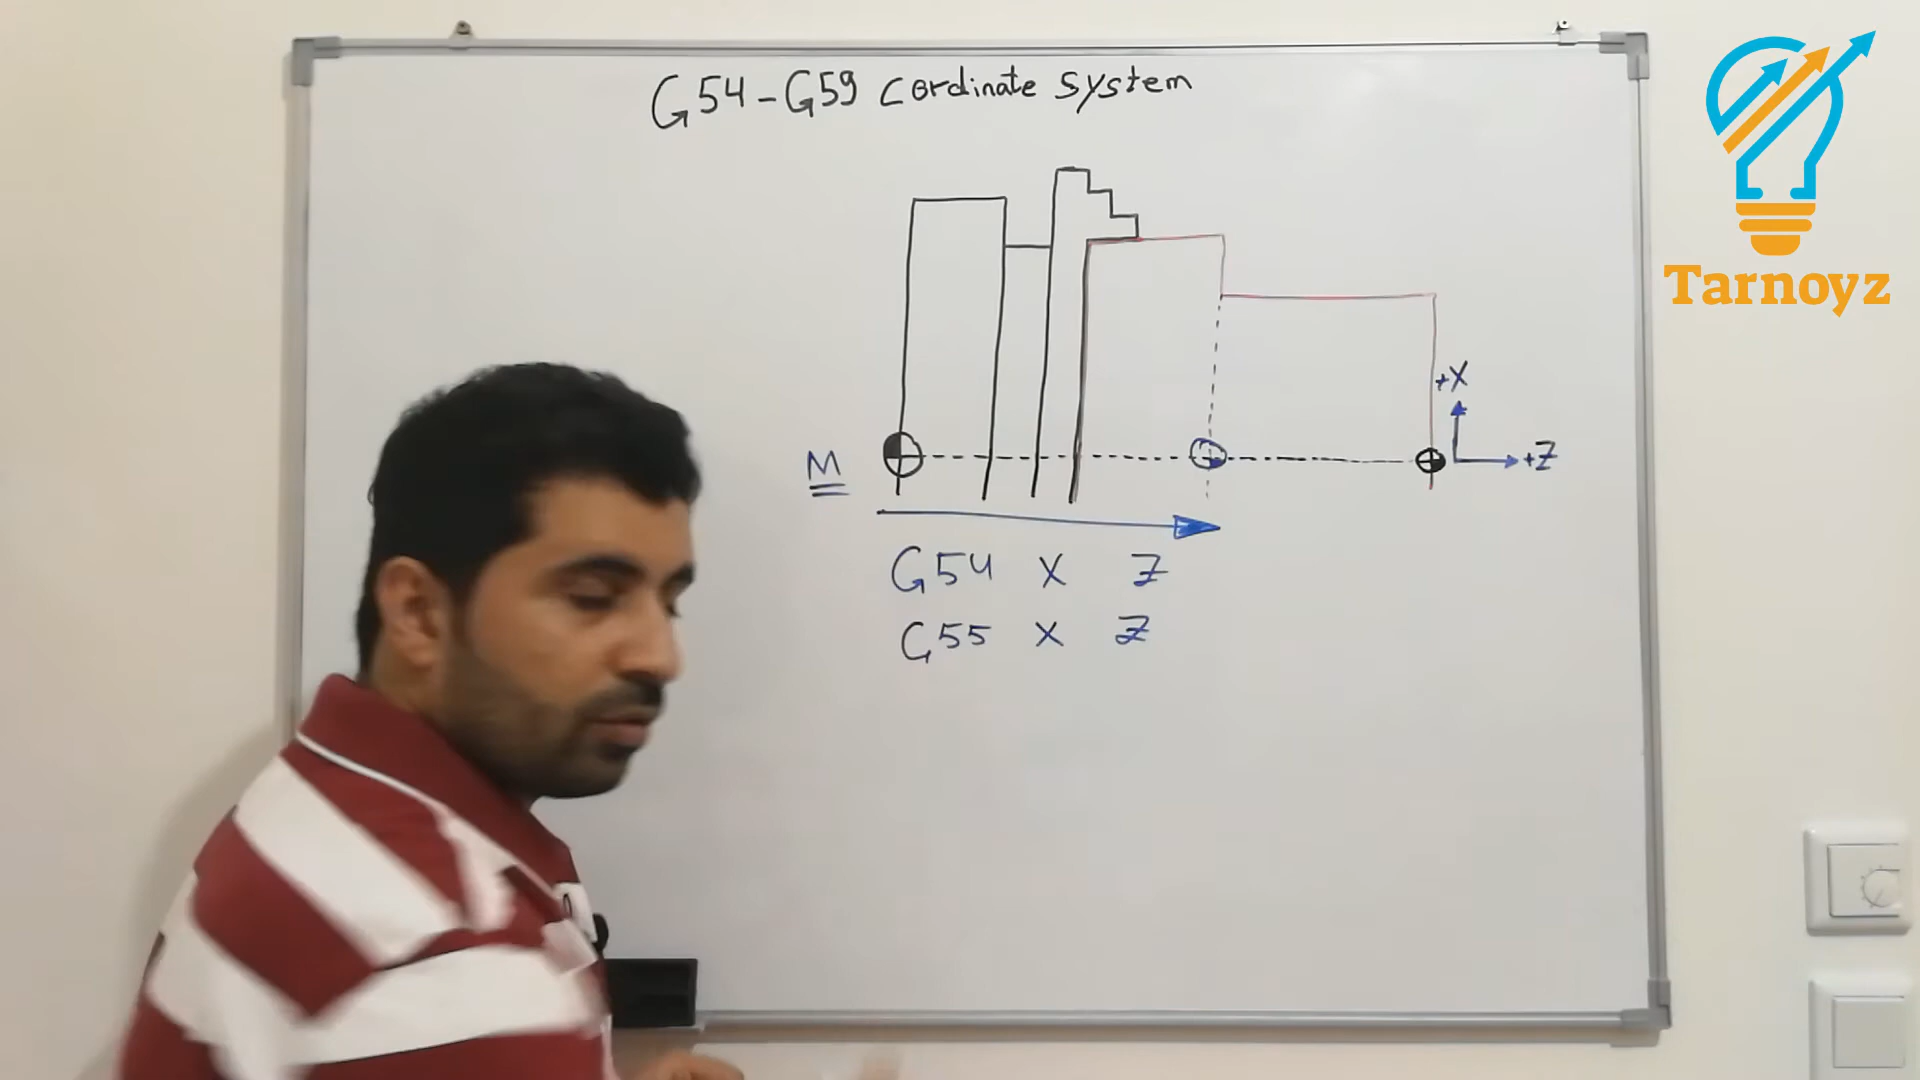 G54-G59 Cordinate system
Tarnoyz
+X
M
+Z
G54 X Z
G55 X Z